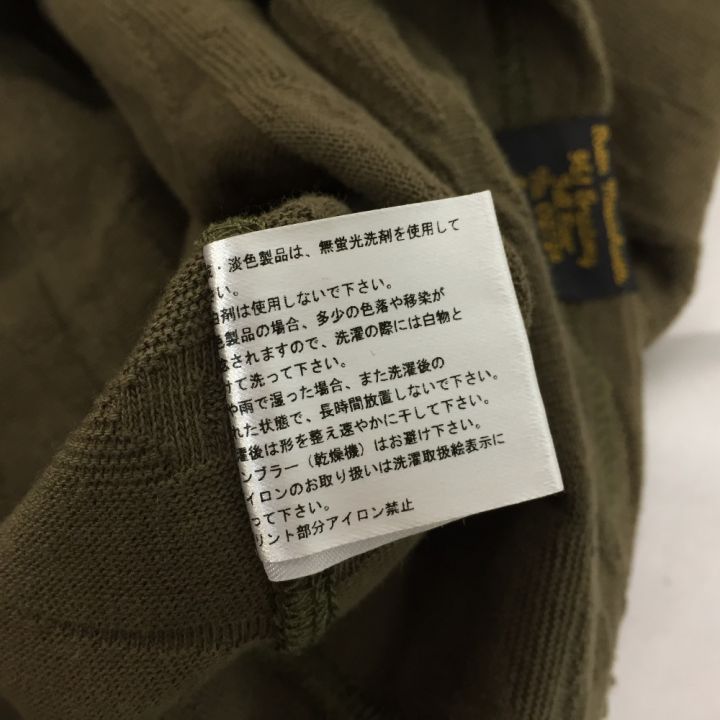 ・淡色製品は、無蛍光洗剤を使用して
い。
白剤は使用しないで下さい。
色製品の場合、多少の色落や移染が
念されますので、洗濯の際には白物と
けて洗って下さい。
や雨で湿った場合、また洗濯後の
れた状態で、長時間放置しないで下さい。
濯後は形を整え速やかに干して下さい。
ンブラー（乾燥機）はお避け下さい。
イロンのお取り扱いは洗濯取扱絵表示に
って下さい。
リント部分アイロン禁止